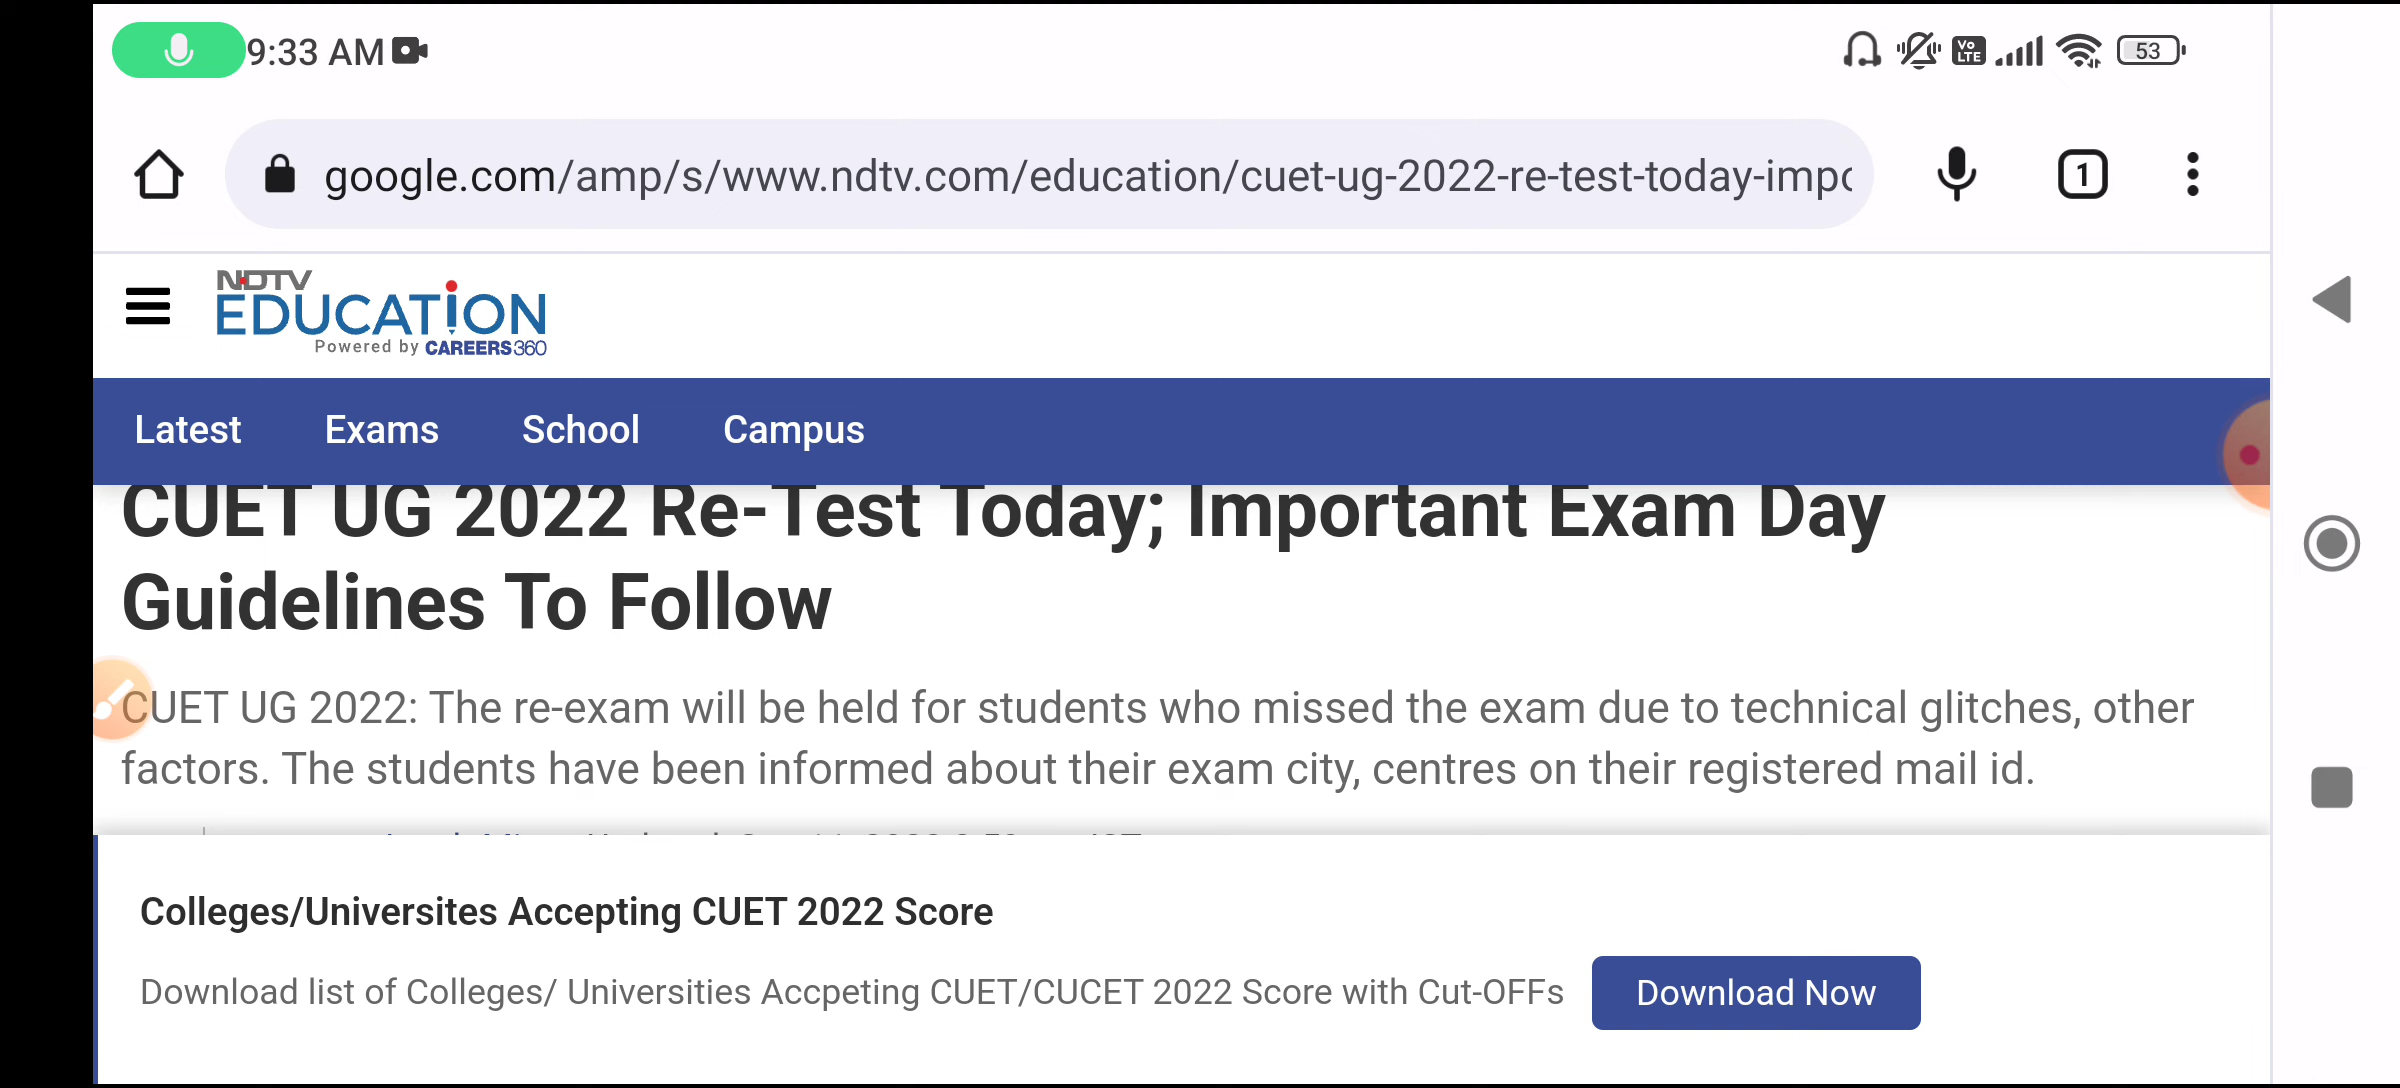 9:33 AM
Vo LTE
53
google.com/amp/s/www.ndtv.com/education/cuet-ug-2022-re-test-today-impo
1
NDTV
EDUCATION
Powered by CAREERS360
Latest Exams School Campus
CUET UG 2022 Re-Test Today; Important Exam Day
Guidelines To Follow
CUET UG 2022: The re-exam will be held for students who missed the exam due to technical glitches, other
factors. The students have been informed about their exam city, centres on their registered mail id.
Colleges/Universites Accepting CUET 2022 Score
Download list of Colleges/ Universities Accpeting CUET/CUCET 2022 Score with Cut-OFFs
Download Now